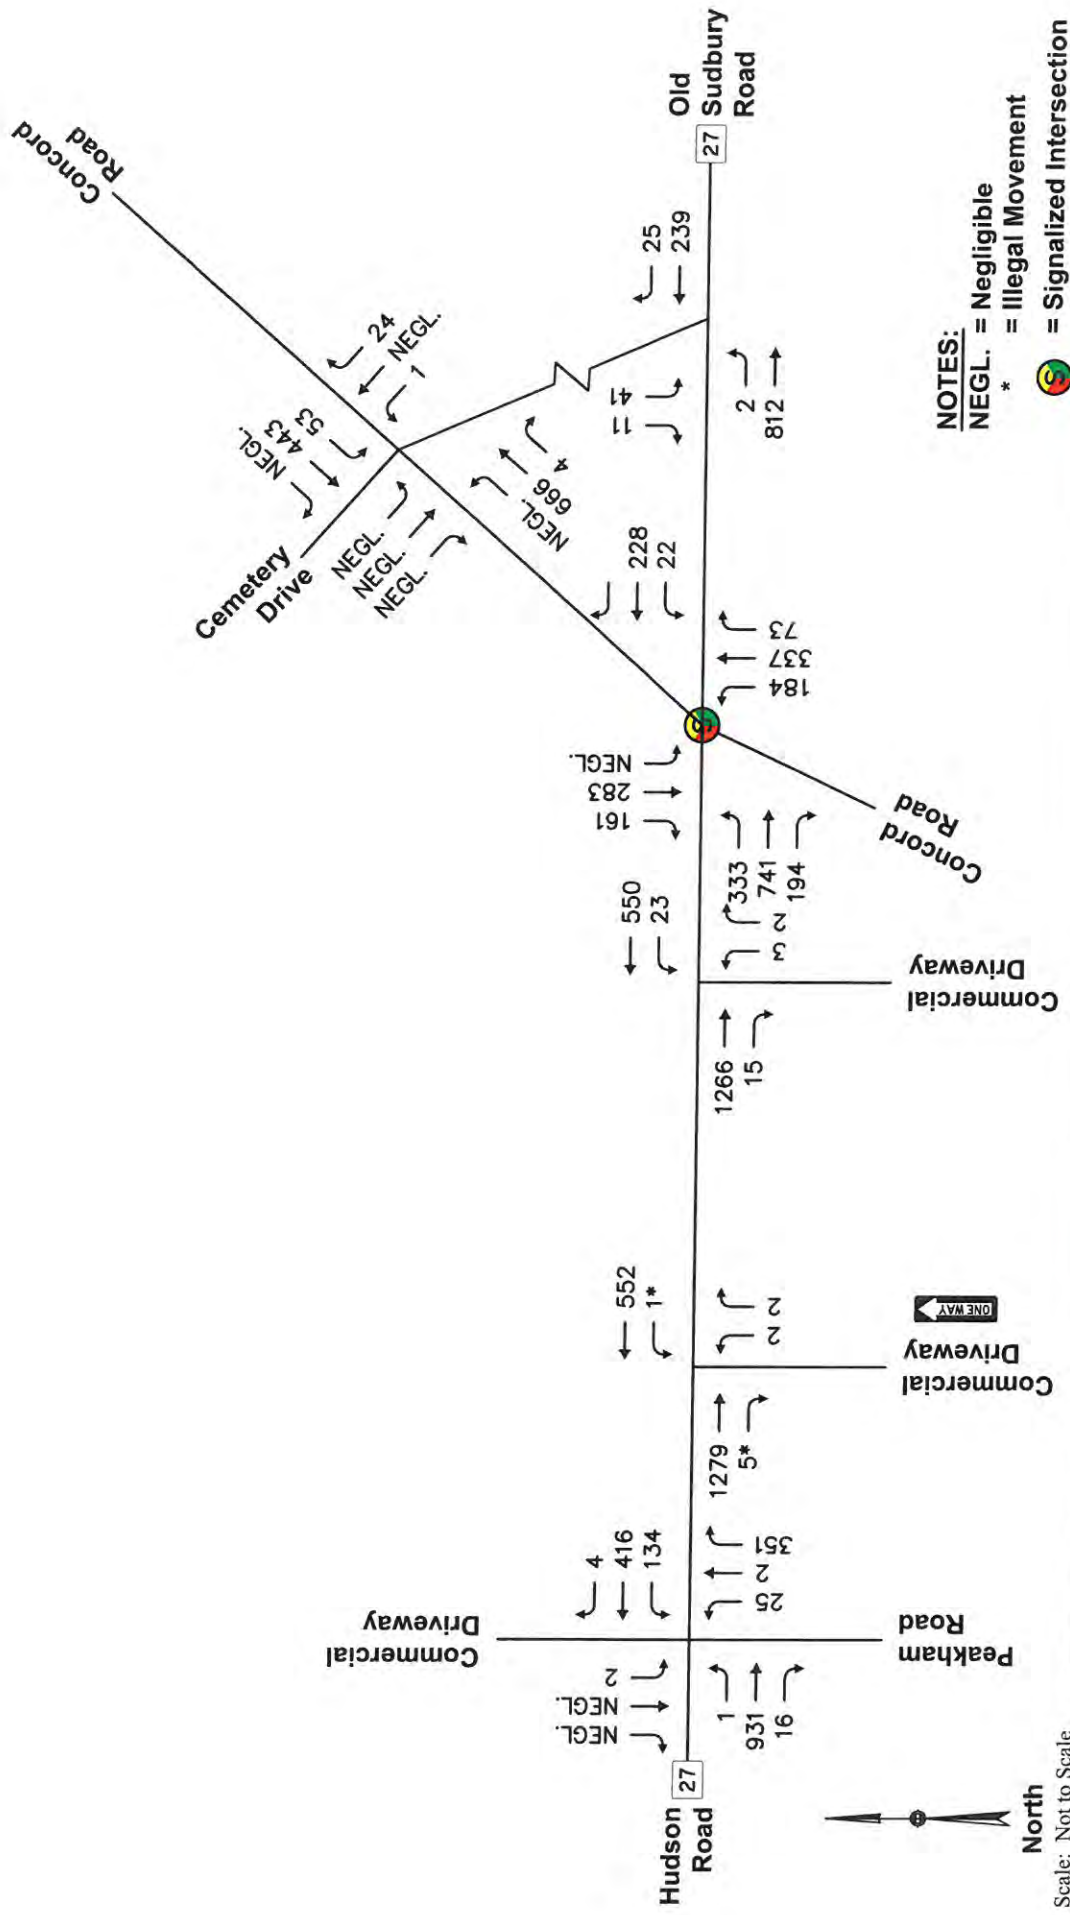 Concord
Road
Old
Sudbury
Road
27
24
NEGL.
1
NEGL.
443
53
Cemetery
Drive
NEGL.
NEGL.
NEGL.
NEGL.
666
4
25
239
11
41
2
812
228
22
184
337
73
161
283
NEGL.
333
741
194
Concord
Road
550
23
3
2
1266
15
Commercial
Driveway
552
1*
2
2
1279
5*
Commercial
Driveway
ONE WAY
4
416
134
25
2
351
Commercial
Driveway
NEGL.
NEGL.
2
1
931
16
Peakham
Road
Hudson
Road
27
NOTES:
NEGL. = Negligible
* = Illegal Movement
S = Signalized Intersection
North
Scale: Not to Scale